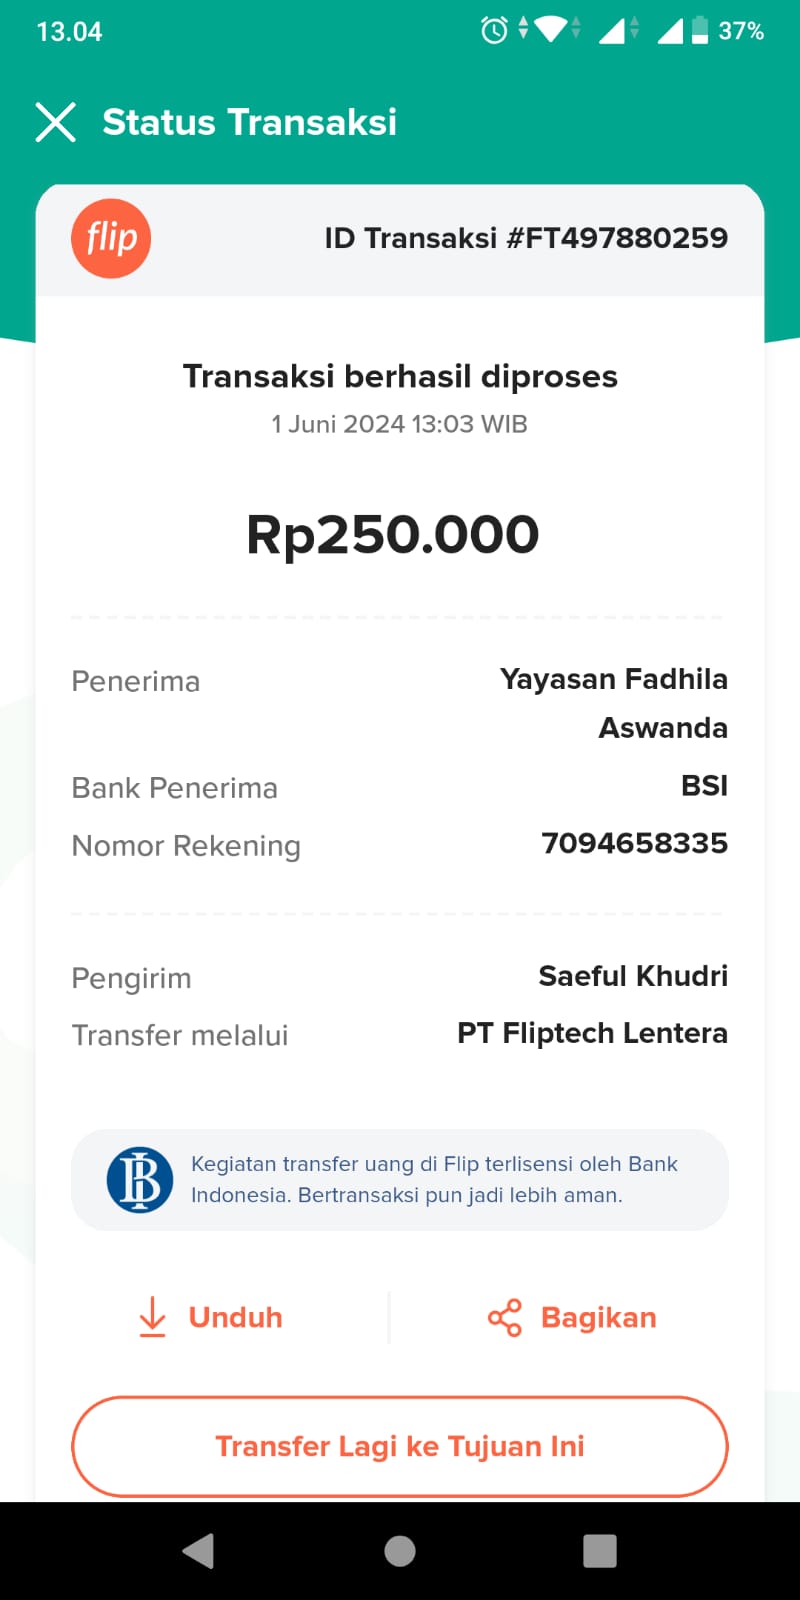 13.04
37%
Status Transaksi
flip
ID Transaksi #FT497880259
Transaksi berhasil diproses
1 Juni 2024 13:03 WIB
Rp250.000
Penerima
Yayasan Fadhila
Aswanda
Bank Penerima
BSI
Nomor Rekening
7094658335
Pengirim
Saeful Khudri
Transfer melalui
PT Fliptech Lentera
Kegiatan transfer uang di Flip terlisensi oleh Bank
Indonesia. Bertransaksi pun jadi lebih aman.
Unduh
Bagikan
Transfer Lagi ke Tujuan Ini